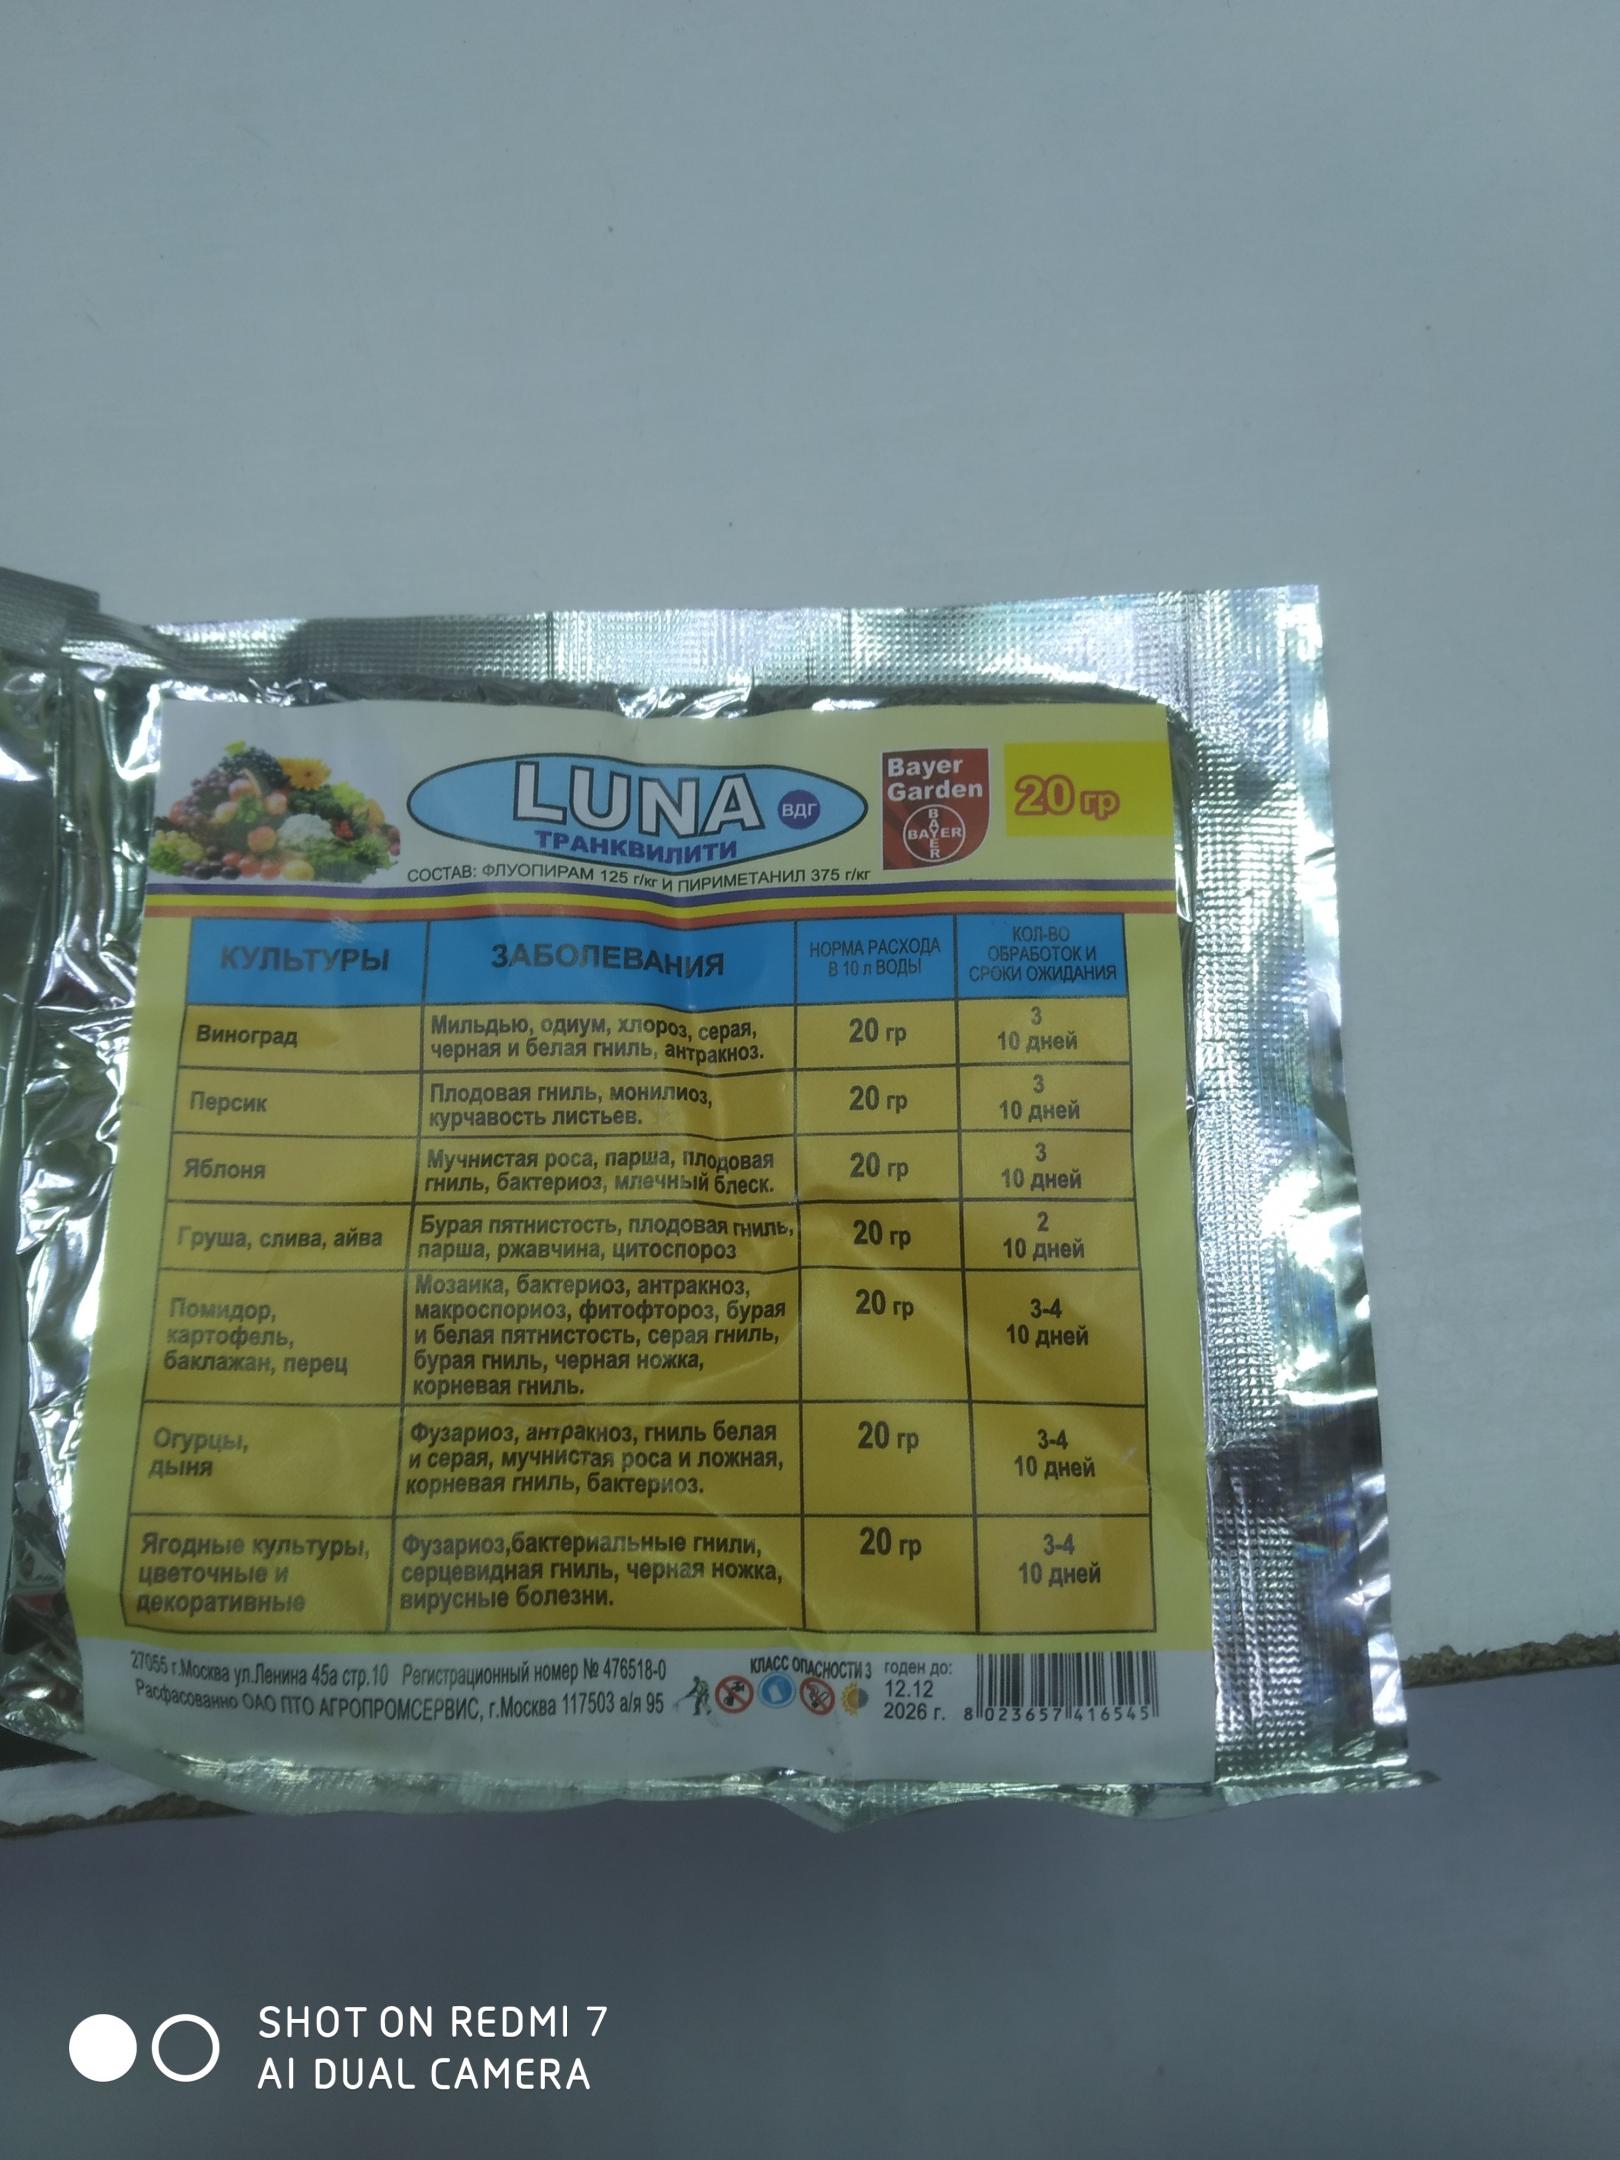 LUNA ВДГ
ТРАНКВИЛИТИ
СОСТАВ: ФЛУОПИРАМ 125 г/кг И ПИРИМЕТАНИЛ 375 г/кг
Bayer
Garden
BAYER
BAYER
20 гр
КУЛЬТУРЫ
ЗАБОЛЕВАНИЯ
НОРМА РАСХОДА
В 10 л ВОДЫ
КОЛ-ВО
ОБРАБОТОК И
СРОКИ ОЖИДАНИЯ
Виноград
Мильдью, одиум, хлороз, серая,
черная и белая гниль, антракноз.
20 гр
3
10 дней
Персик
Плодовая гниль, монилиоз,
курчавость листьев.
20 гр
3
10 дней
Яблоня
Мучнистая роса, парша, плодовая
гниль, бактериоз, млечный блеск.
20 гр
3
10 дней
Груша, слива, айва
Бурая пятнистость, плодовая гниль,
парша, ржавчина, цитоспороз
20 гр
2
10 дней
Помидор,
картофель,
баклажан, перец
Мозаика, бактериоз, антракноз,
макроспориоз, фитофтороз, бурая
и белая пятнистость, серая гниль,
бурая гниль, черная ножка,
корневая гниль.
20 гр
3-4
10 дней
Огурцы,
дыня
Фузариоз, антракноз, гниль белая
и серая, мучнистая роса и ложная,
корневая гниль, бактериоз.
20 гр
3-4
10 дней
Ягодные культуры,
цветочные и
декоративные
Фузариоз,бактериальные гнили,
серцевидная гниль, черная ножка,
вирусные болезни.
20 гр
3-4
10 дней
27055 г.Москва ул.Ленина 45а стр.10 Регистрационный номер № 476518-0
Расфасованно ОАО ПТО АГРОПРОМСЕРВИС, г.Москва 117503 а/я 95
КЛАСС ОПАСНОСТИ 3
годен до:
12.12
2026 г.
8 023657 416545
SHOT ON REDMI 7
AI DUAL CAMERA